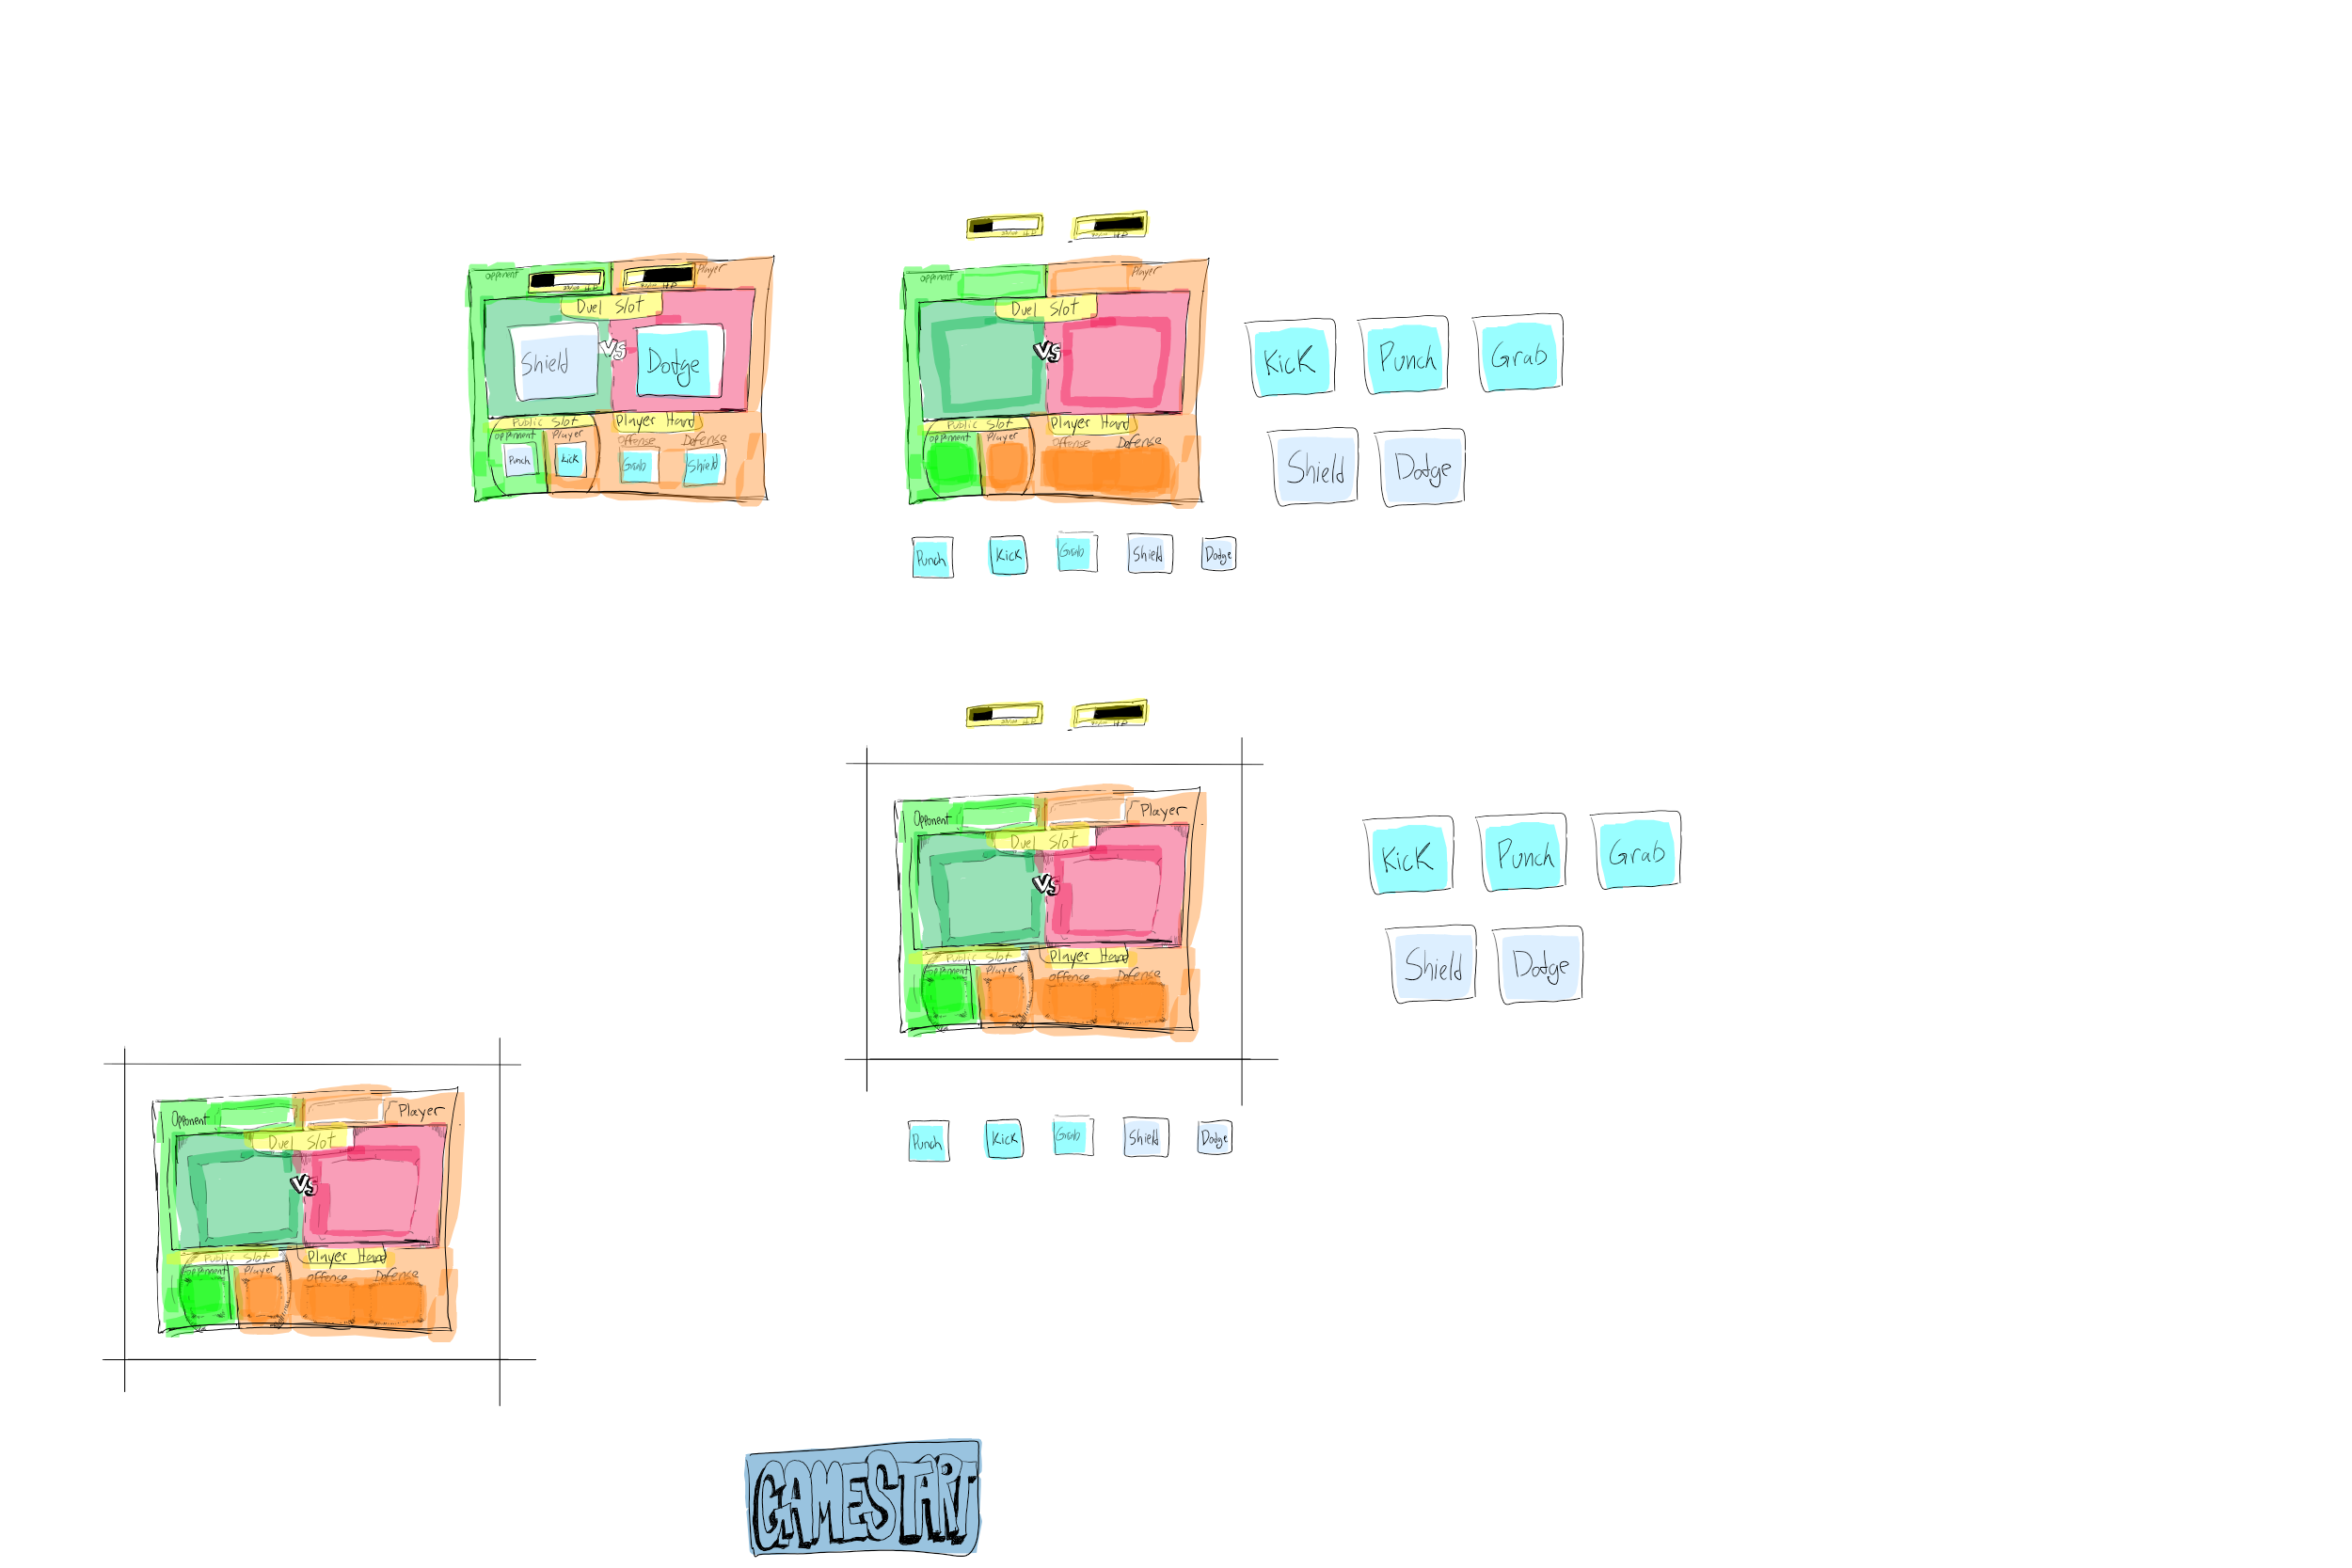 opponent
Player
Duel Slot
Shield
VS
Dodge
Public Slot
Player Hand
opponent
Player
Offense
Defense
Punch
Kick
Grab
Shield
HP
HP
opponent
Player
Duel Slot
VS
Public Slot
Player Hand
opponent
Player
Offense
Defense
Kick
Punch
Grab
Shield
Dodge
Punch
Kick
Grab
Shield
Dodge
HP
HP
Opponent
Player
Duel Slot
VS
Public Slot
Player Hand
opponent
Player
Offense
Defense
Kick
Punch
Grab
Shield
Dodge
Punch
Kick
Grab
Shield
Dodge
Opponent
Player
Duel Slot
VS
Public Slot
Player Hand
opponent
Player
Offense
Defense
GAMESTART